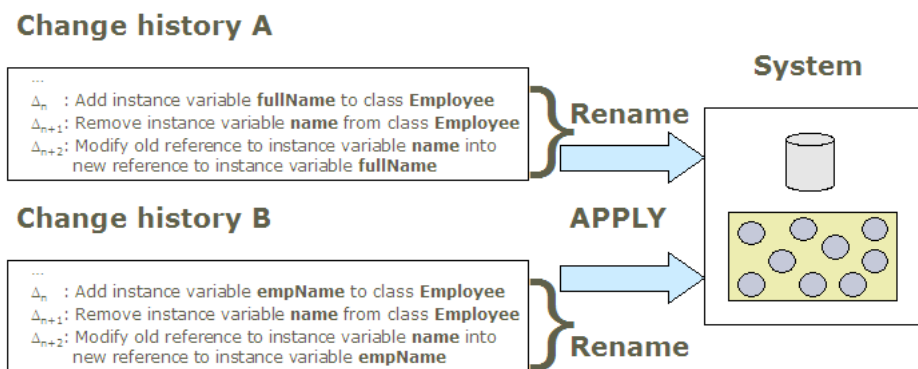 Change history A
System
...
Δn : Add instance variable fullName to class Employee
Δn+1: Remove instance variable name from class Employee
Δn+2: Modify old reference to instance variable name into
new reference to instance variable fullName
Rename
Change history B
APPLY
...
Δn : Add instance variable empName to class Employee
Δn+1: Remove instance variable name from class Employee
Δn+2: Modify old reference to instance variable name into
new reference to instance variable empName
Rename